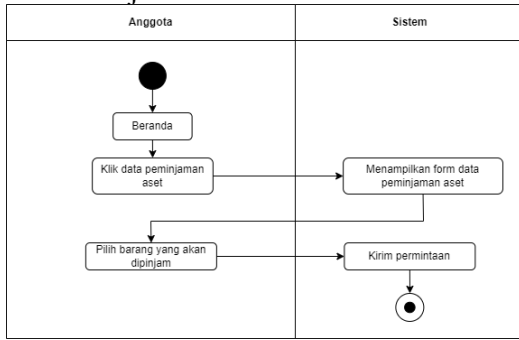 Anggota
Sistem
Beranda
Klik data peminjaman
aset
Menampilkan form data
peminjaman aset
Pilih barang yang akan
dipinjam
Kirim permintaan